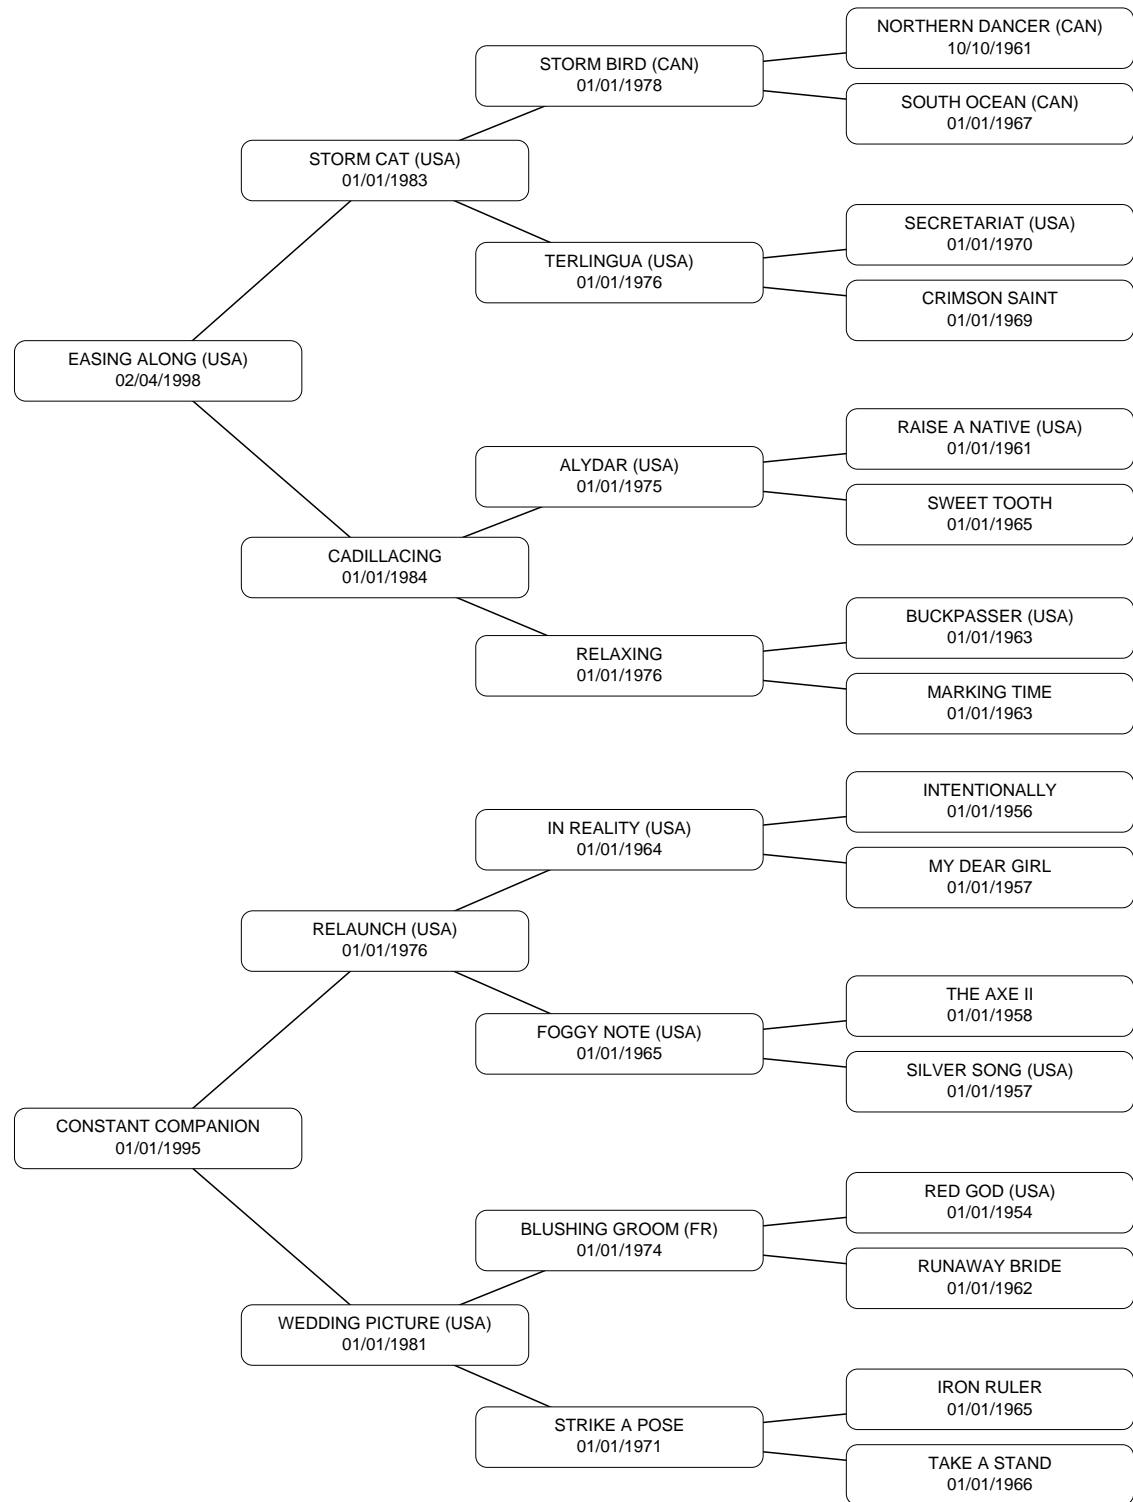 NORTHERN DANCER (CAN)
10/10/1961
STORM BIRD (CAN)
01/01/1978
SOUTH OCEAN (CAN)
01/01/1967
STORM CAT (USA)
01/01/1983
SECRETARIAT (USA)
01/01/1970
TERLINGUA (USA)
01/01/1976
CRIMSON SAINT
01/01/1969
EASING ALONG (USA)
02/04/1998
RAISE A NATIVE (USA)
01/01/1961
ALYDAR (USA)
01/01/1975
SWEET TOOTH
01/01/1965
CADILLACING
01/01/1984
BUCKPASSER (USA)
01/01/1963
RELAXING
01/01/1976
MARKING TIME
01/01/1963
INTENTIONALLY
01/01/1956
IN REALITY (USA)
01/01/1964
MY DEAR GIRL
01/01/1957
RELAUNCH (USA)
01/01/1976
THE AXE II
01/01/1958
FOGGY NOTE (USA)
01/01/1965
SILVER SONG (USA)
01/01/1957
CONSTANT COMPANION
01/01/1995
RED GOD (USA)
01/01/1954
BLUSHING GROOM (FR)
01/01/1974
RUNAWAY BRIDE
01/01/1962
WEDDING PICTURE (USA)
01/01/1981
IRON RULER
01/01/1965
STRIKE A POSE
01/01/1971
TAKE A STAND
01/01/1966